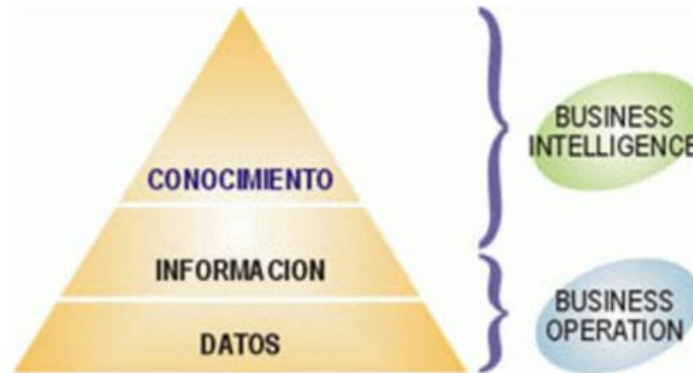 CONOCIMIENTO
INFORMACION
DATOS
BUSINESS
INTELLIGENCE
BUSINESS
OPERATION